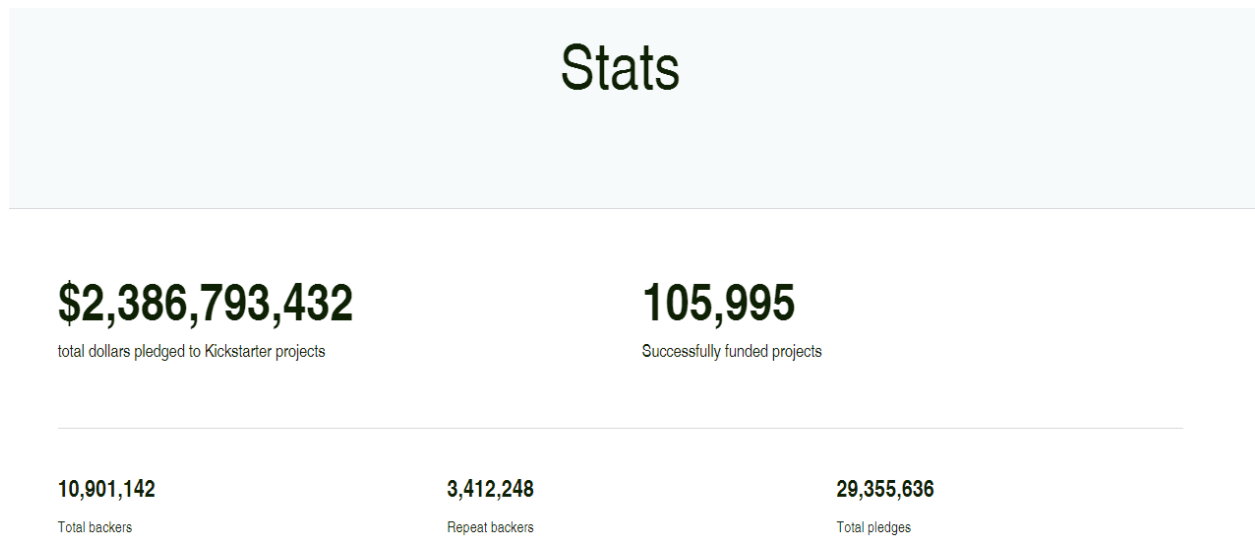 Stats
$2,386,793,432
total dollars pledged to Kickstarter projects
105,995
Successfully funded projects
10,901,142
Total backers
3,412,248
Repeat backers
29,355,636
Total pledges